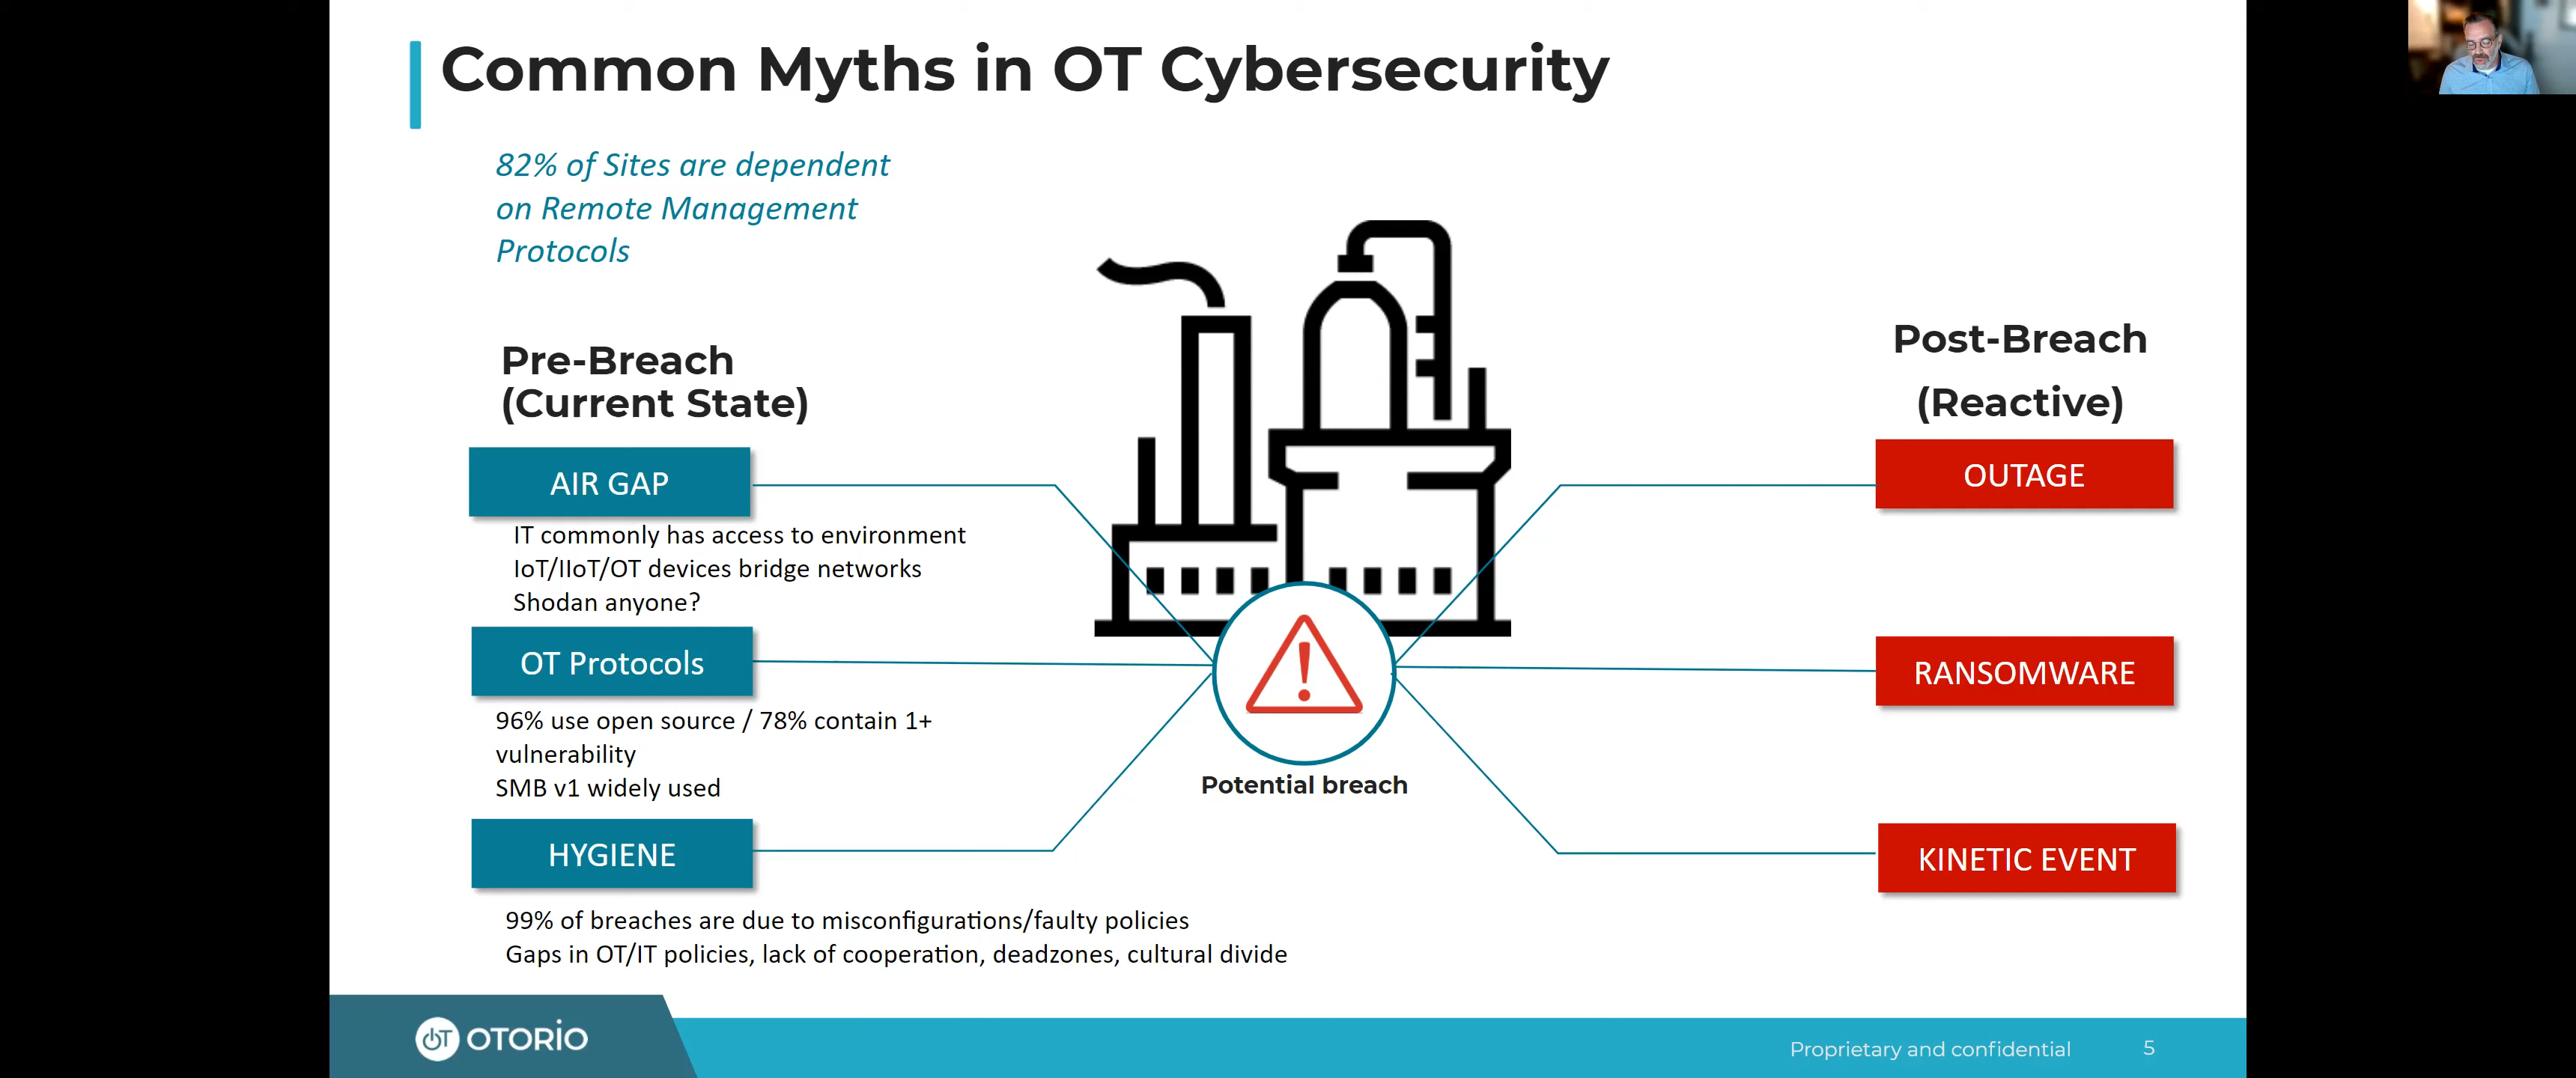 Common Myths in OT Cybersecurity
82% of Sites are dependent
on Remote Management
Protocols
Pre-Breach
(Current State)
AIR GAP
IT commonly has access to environment
IoT/IIoT/OT devices bridge networks
Shodan anyone?
OT Protocols
96% use open source / 78% contain 1+
vulnerability
SMB v1 widely used
HYGIENE
99% of breaches are due to misconfigurations/faulty policies
Gaps in OT/IT policies, lack of cooperation, deadzones, cultural divide
Potential breach
Post-Breach
(Reactive)
OUTAGE
RANSOMWARE
KINETIC EVENT
OT OTORIO
Proprietary and confidential 5